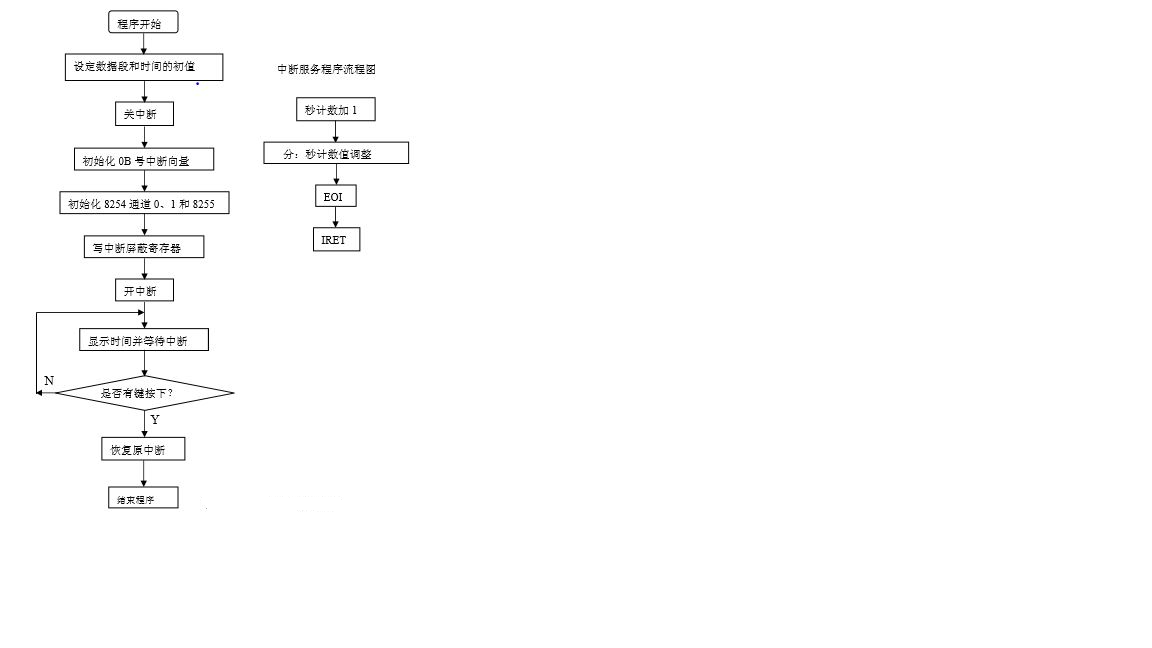 程序开始
设定数据段和时间的初值
关中断
初始化 0B 号中断向量
初始化 8254 通道 0、1 和 8255
写中断屏蔽寄存器
开中断
显示时间并等待中断
N
是否有键按下？
Y
恢复原中断
结束程序
中断服务程序流程图
秒计数加 1
分：秒计数值调整
EOI
IRET